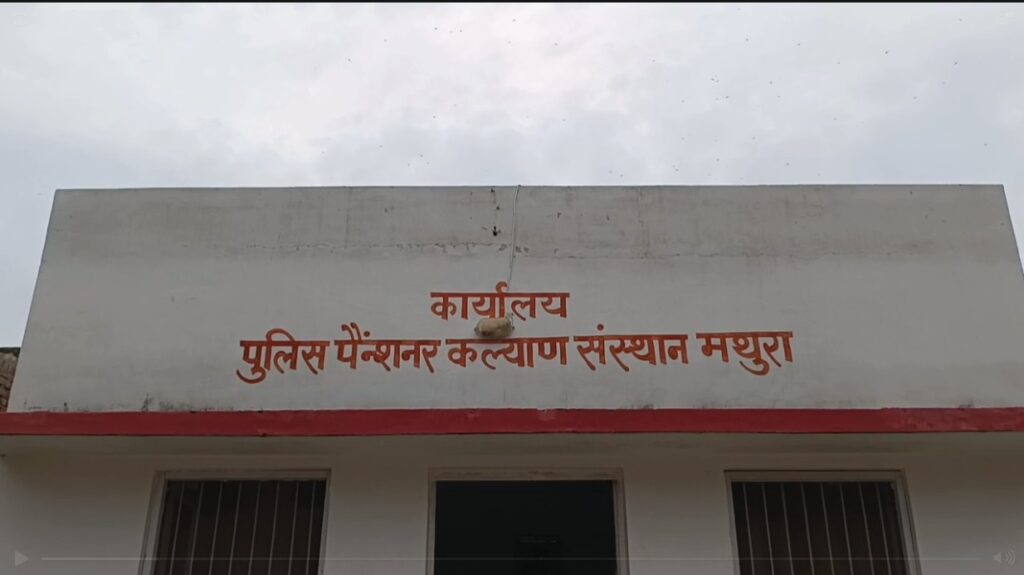 कार्यालय
पुलिस पैंन्शनर कल्याण संस्थान मथुरा